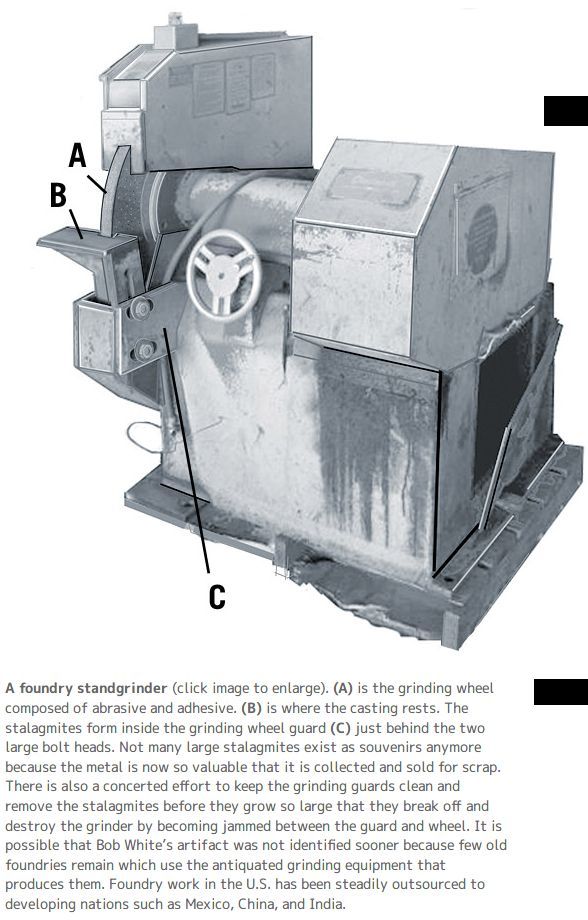 A
B
C
A foundry standgrinder (click image to enlarge). (A) is the grinding wheel
composed of abrasive and adhesive. (B) is where the casting rests. The
stalagmites form inside the grinding wheel guard (C) just behind the two
large bolt heads. Not many large stalagmites exist as souvenirs anymore
because the metal is now so valuable that it is collected and sold for scrap.
There is also a concerted effort to keep the grinding guards clean and
remove the stalagmites before they grow so large that they break off and
destroy the grinder by becoming jammed between the guard and wheel. It is
possible that Bob White's artifact was not identified sooner because few old
foundries remain which use the antiquated grinding equipment that
produces them. Foundry work in the U.S. has been steadily outsourced to
developing nations such as Mexico, China, and India.